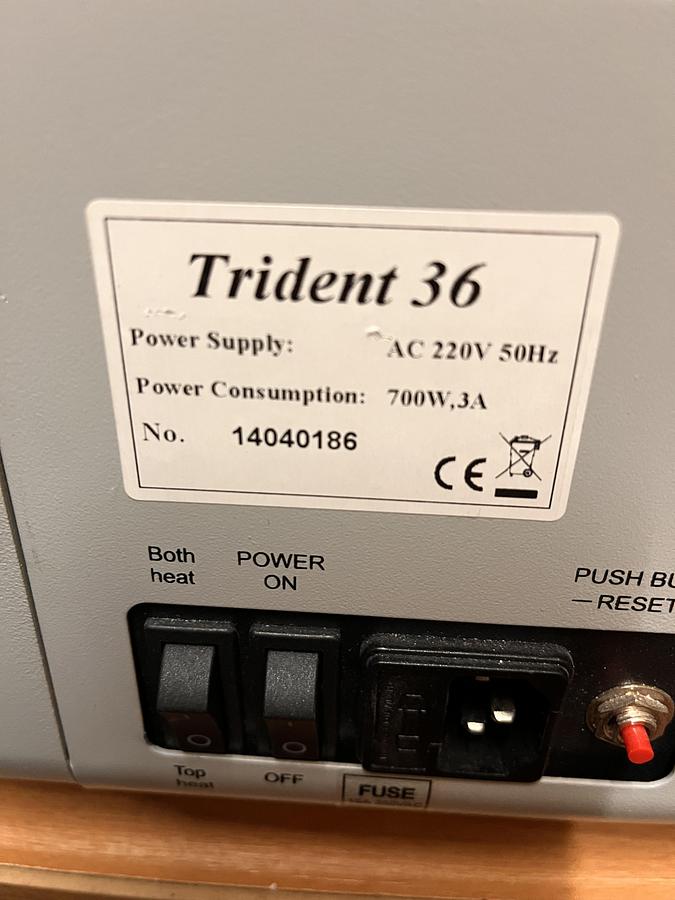 Trident 36
Power Supply: AC 220V 50Hz
Power Consumption: 700W,3A
No. 14040186
CE
Both heat
POWER ON
PUSH
— RESET
Top heat
OFF
FUSE